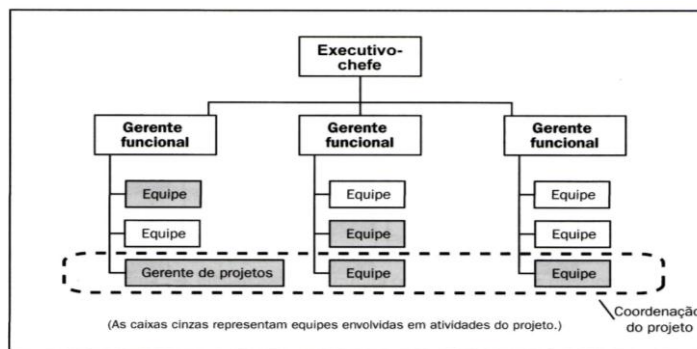 Executivo-
chefe
Gerente
funcional
Gerente
funcional
Gerente
funcional
Equipe
Equipe
Equipe
Equipe
Equipe
Equipe
Gerente de projetos
Equipe
Equipe
(As caixas cinzas representam equipes envolvidas em atividades do projeto.)
Coordenação
do projeto